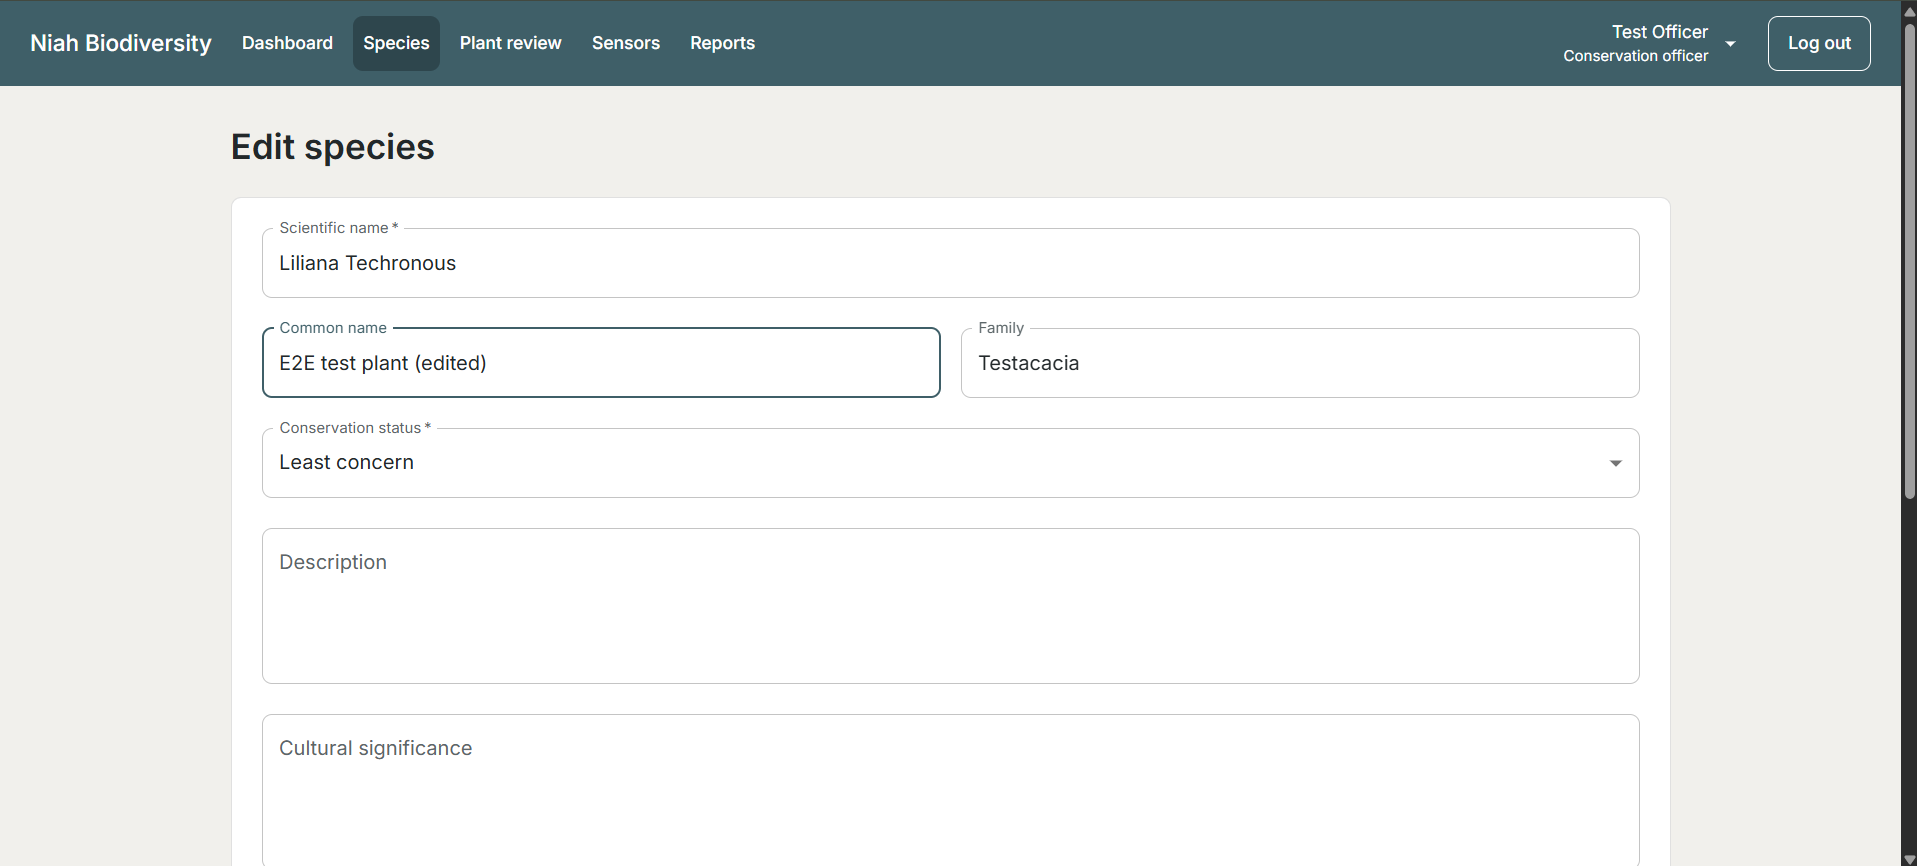 Niah Biodiversity Dashboard Species Plant review Sensors Reports Test Officer
Conservation officer
Log out
Edit species
Scientific name *
Liliana Techronous
Common name
E2E test plant (edited)
Family
Testacacia
Conservation status *
Least concern
Description
Cultural significance